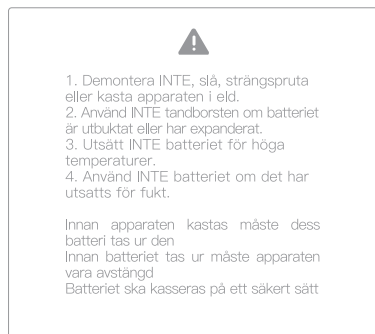 1. Demontera INTE, slå, strängspruta
eller kasta apparaten i eld.
2. Använd INTE tandborsten om batteriet
är utbuktat eller har expanderat.
3. Utsätt INTE batteriet för höga
temperaturer.
4. Använd INTE batteriet om det har
utsatts för fukt.
Innan apparaten kastas måste dess
batteri tas ur den
Innan batteriet tas ur måste apparaten
vara avstängd
Batteriet ska kasseras på ett säkert sätt